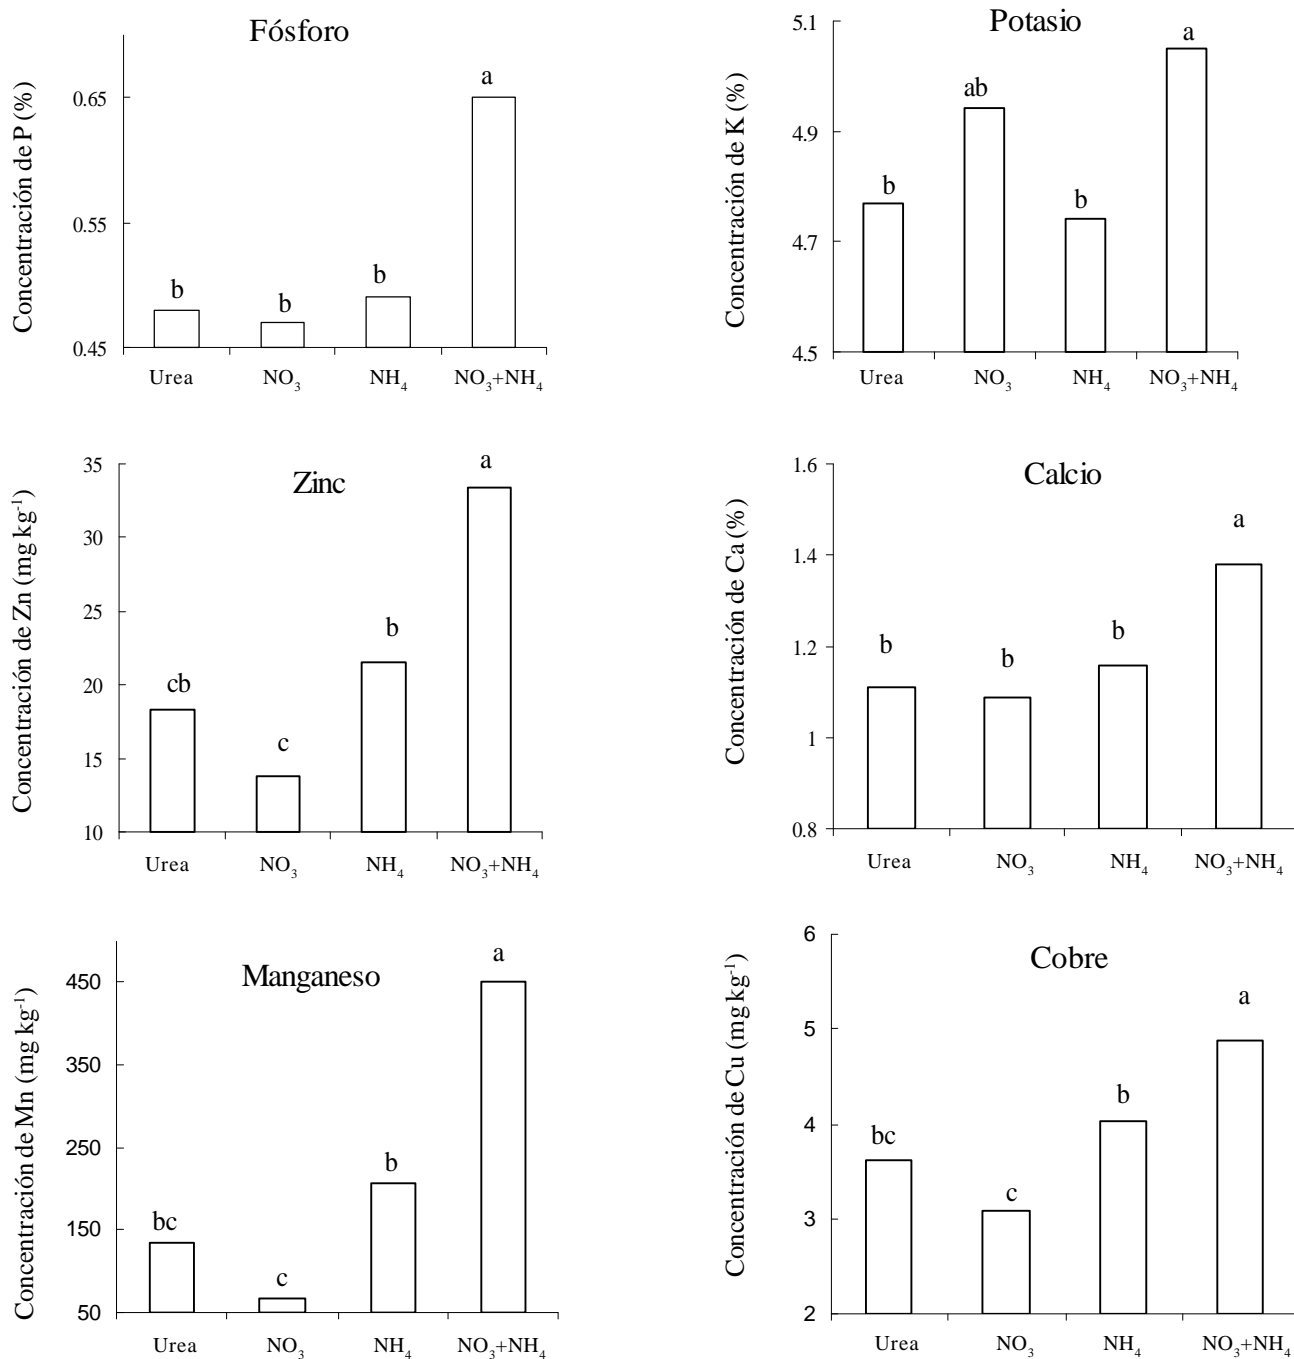 Fósforo
Concentración de P (%)
0.65
0.55
0.45
b
b
b
a
Urea
NO3
NH4
NO3+NH4
Potasio
Concentración de K (%)
5.1
4.9
4.7
4.5
b
ab
b
a
Urea
NO3
NH4
NO3+NH4
Zinc
Concentración de Zn (mg kg-1)
35
30
25
20
15
10
cb
c
b
a
Urea
NO3
NH4
NO3+NH4
Calcio
Concentración de Ca (%)
1.6
1.4
1.2
1
0.8
b
b
b
a
Urea
NO3
NH4
NO3+NH4
Manganeso
Concentración de Mn (mg kg-1)
450
350
250
150
50
bc
c
b
a
Urea
NO3
NH4
NO3+NH4
Cobre
Concentración de Cu (mg kg-1)
6
5
4
3
2
bc
c
b
a
Urea
NO3
NH4
NO3+NH4